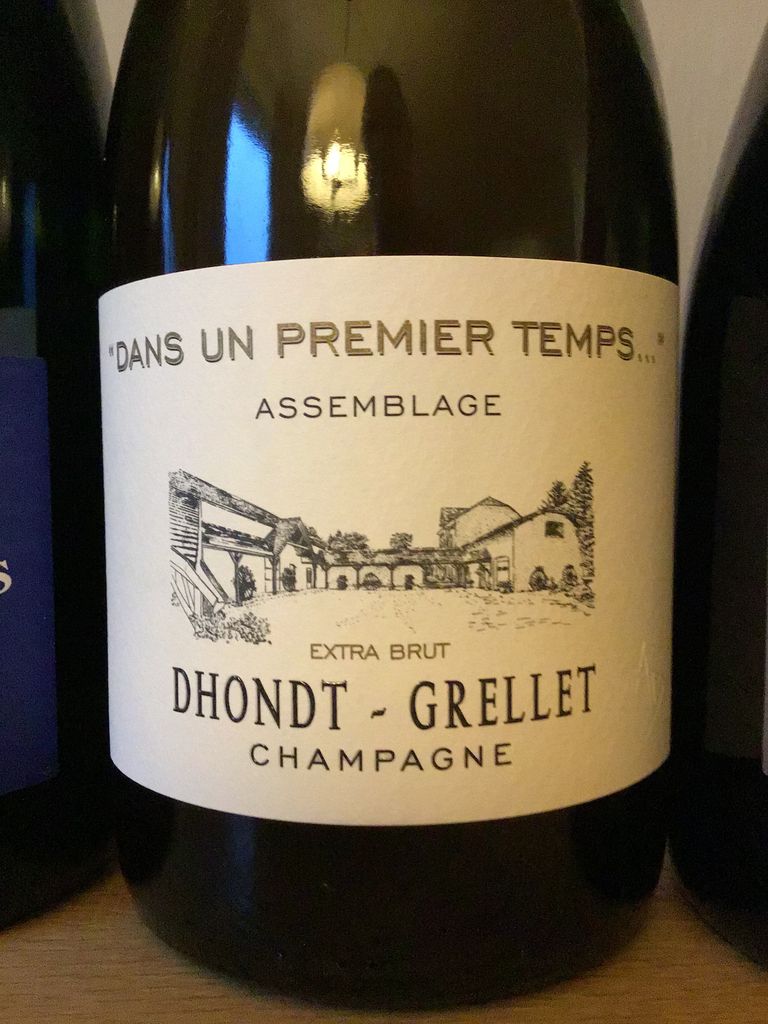 "DANS UN PREMIER TEMPS..."
ASSEMBLAGE
EXTRA BRUT
DHONDT - GRELLET
CHAMPAGNE